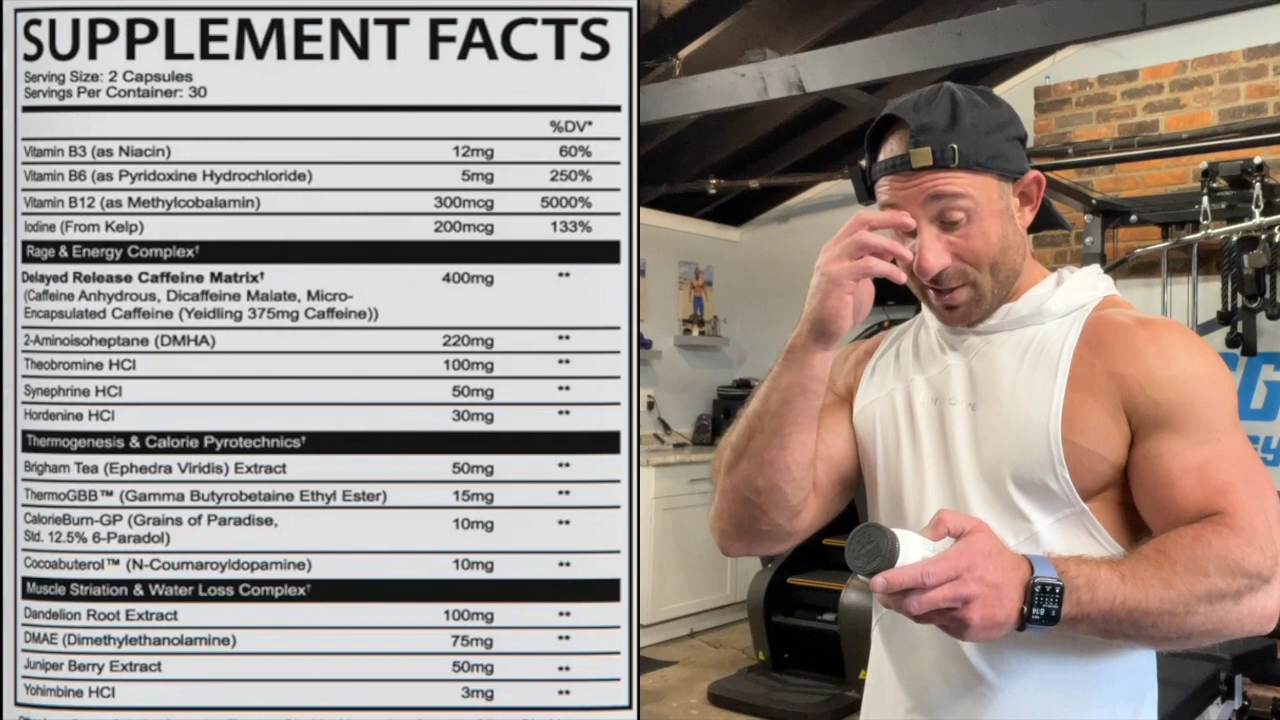 SUPPLEMENT FACTS
Serving Size: 2 Capsules
Servings Per Container: 30
%DV*
Vitamin B3 (as Niacin) 12mg 60%
Vitamin B6 (as Pyridoxine Hydrochloride) 5mg 250%
Vitamin B12 (as Methylcobalamin) 300mcg 5000%
Iodine (From Kelp) 200mcg 133%
Rage & Energy Complex†
Delayed Release Caffeine Matrix† 400mg **
(Caffeine Anhydrous, Dicaffeine Malate, Micro-
Encapsulated Caffeine (Yeidling 375mg Caffeine))
2-Aminoisoheptane (DMHA) 220mg **
Theobromine HCI 100mg **
Synephrine HCI 50mg **
Hordenine HCI 30mg **
Thermogenesis & Calorie Pyrotechnics†
Brigham Tea (Ephedra Viridis) Extract 50mg **
ThermoGBB™ (Gamma Butyrobetaine Ethyl Ester) 15mg **
CalorieBurn-GP (Grains of Paradise, 10mg **
Std. 12.5% 6-Paradol)
Cocoabuterol™ (N-Coumaroyldopamine) 10mg **
Muscle Striation & Water Loss Complex†
Dandelion Root Extract 100mg **
DMAE (Dimethylethanolamine) 75mg **
Juniper Berry Extract 50mg **
Yohimbine HCI 3mg **